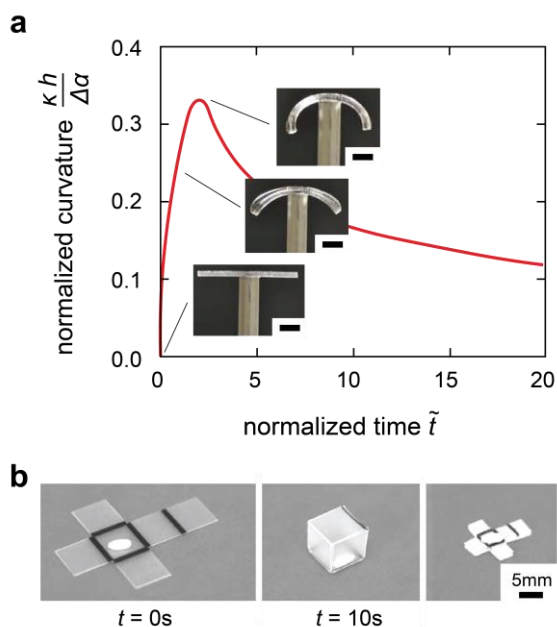 a
normalized curvature κ h / Δα
0.4
0.3
0.2
0.1
0.0
0 5 10 15 20
normalized time t̃
b
5mm
t = 0s t = 10s